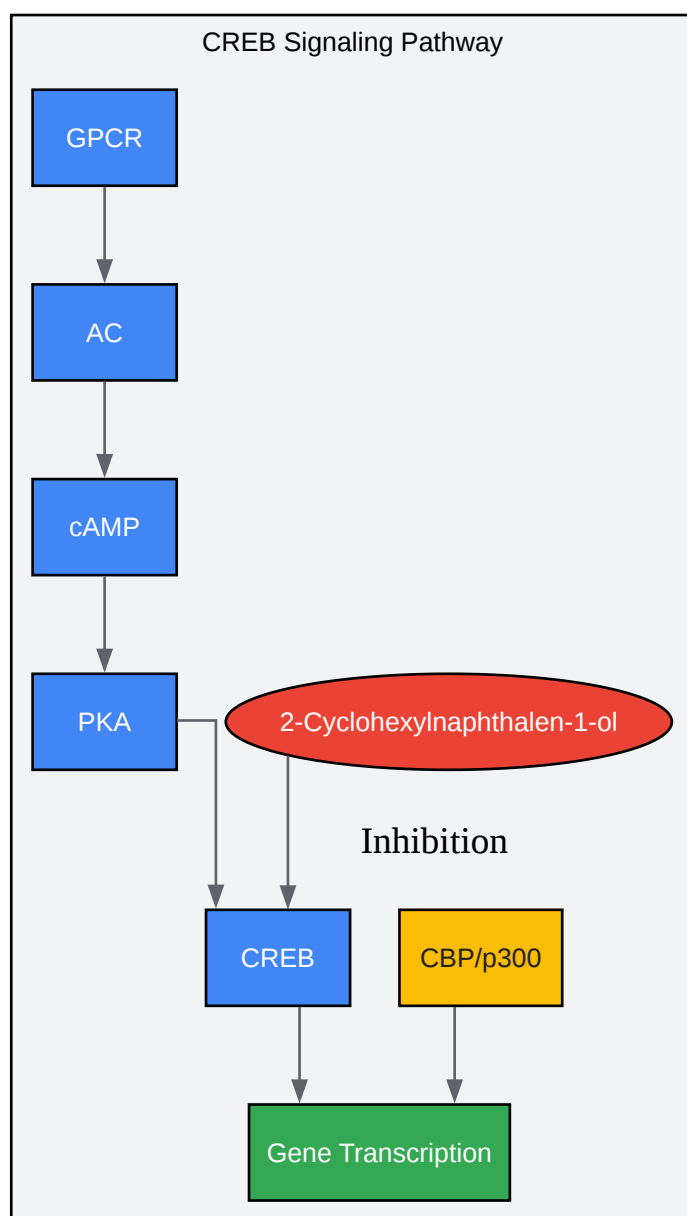 CREB Signaling Pathway
GPCR
AC
cAMP
PKA
2-Cyclohexylnaphthalen-1-ol
Inhibition
CREB
CBP/p300
Gene Transcription